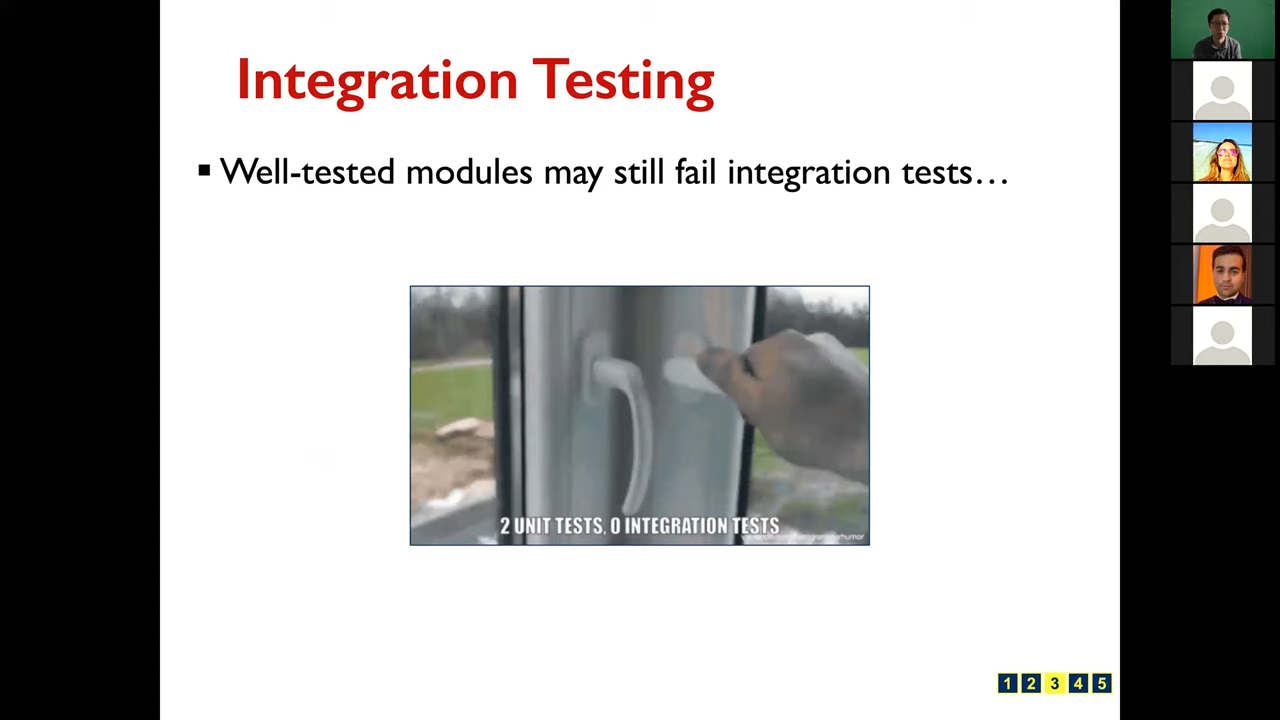 Integration Testing
▪ Well-tested modules may still fail integration tests…
2 UNIT TESTS, 0 INTEGRATION TESTS
1 2 3 4 5